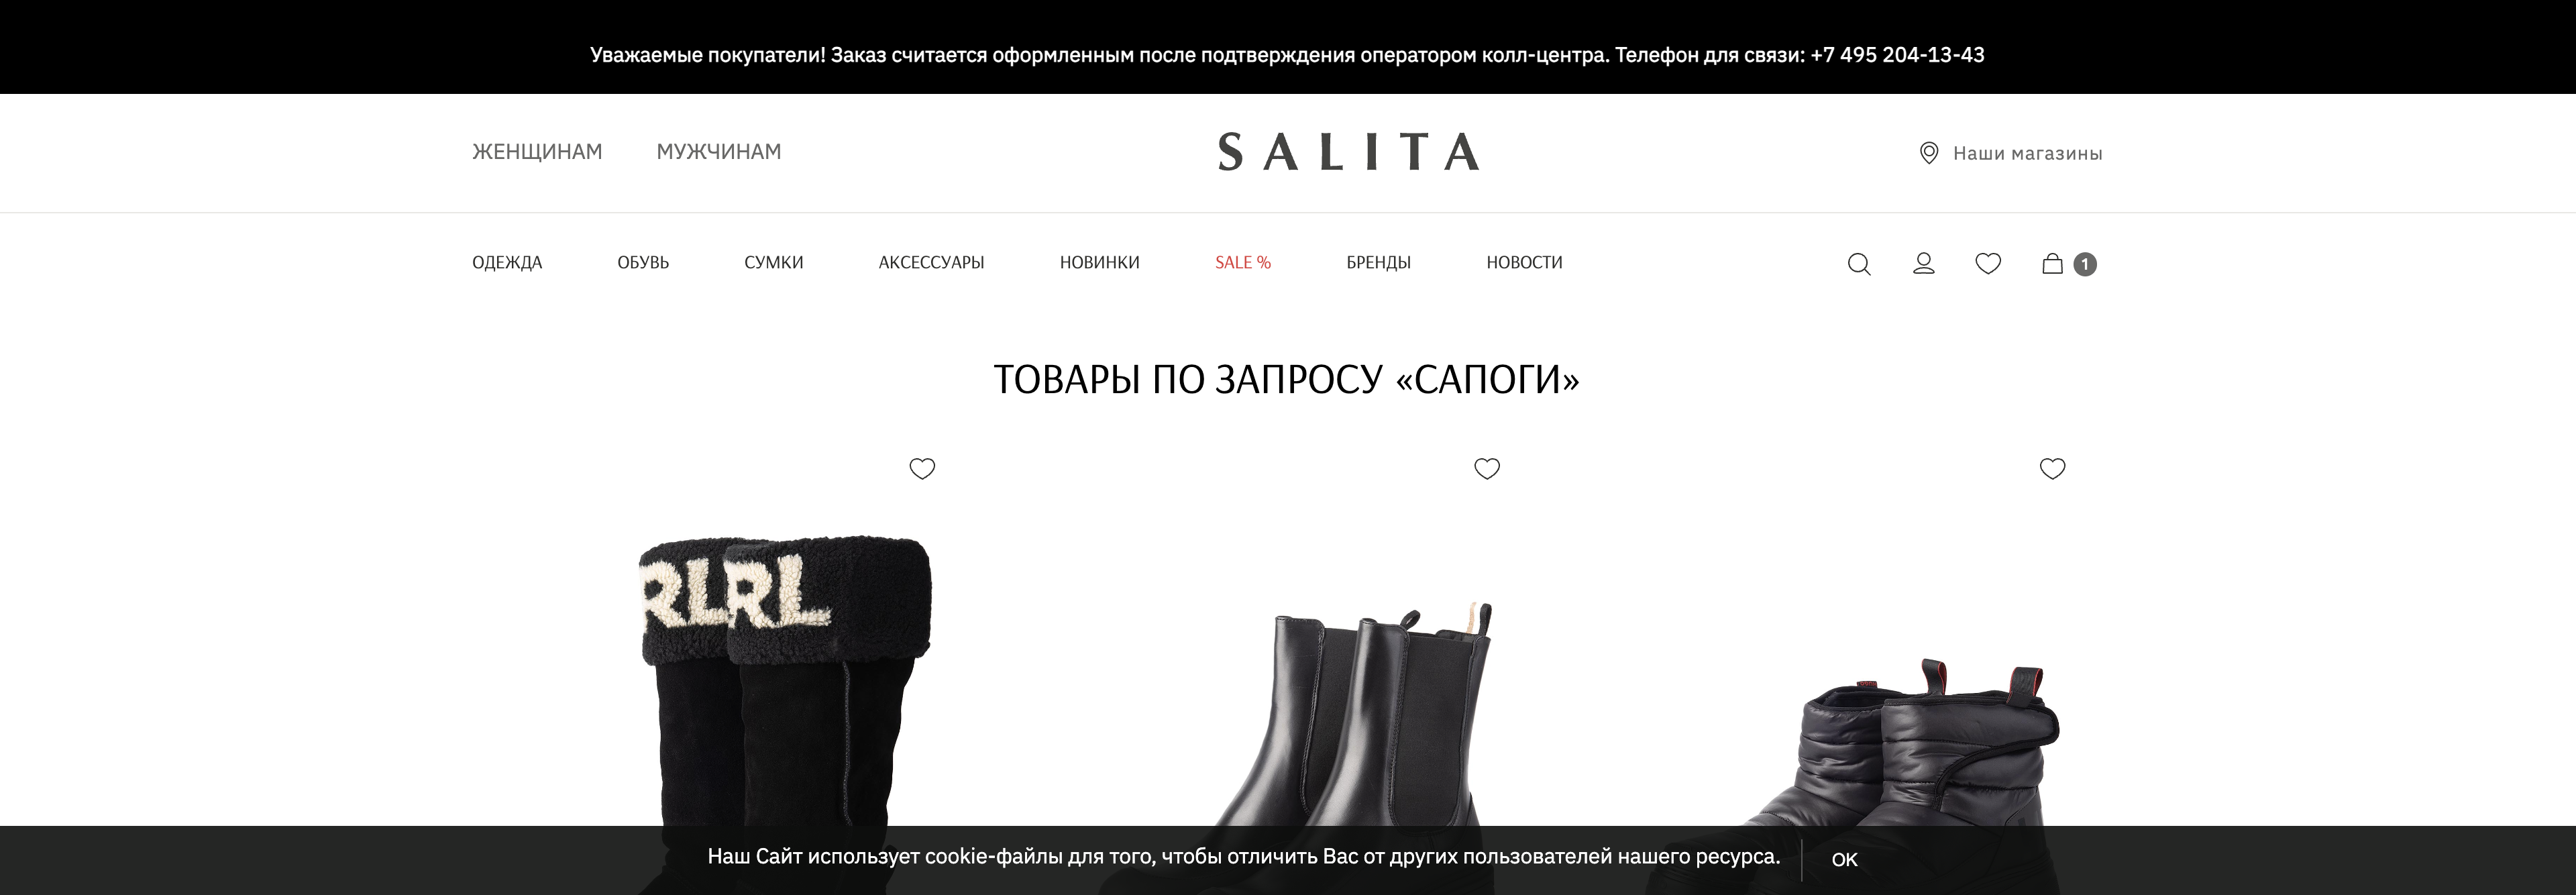 Уважаемые покупатели! Заказ считается оформленным после подтверждения оператором колл-центра. Телефон для связи: +7 495 204-13-43
ЖЕНЩИНАМ МУЖЧИНАМ SALITA Наши магазины
ОДЕЖДА ОБУВЬ СУМКИ АКСЕССУАРЫ НОВИНКИ SALE % БРЕНДЫ НОВОСТИ 1
ТОВАРЫ ПО ЗАПРОСУ «САПОГИ»
RL RL
Наш Сайт использует cookie-файлы для того, чтобы отличить Вас от других пользователей нашего ресурса. OK